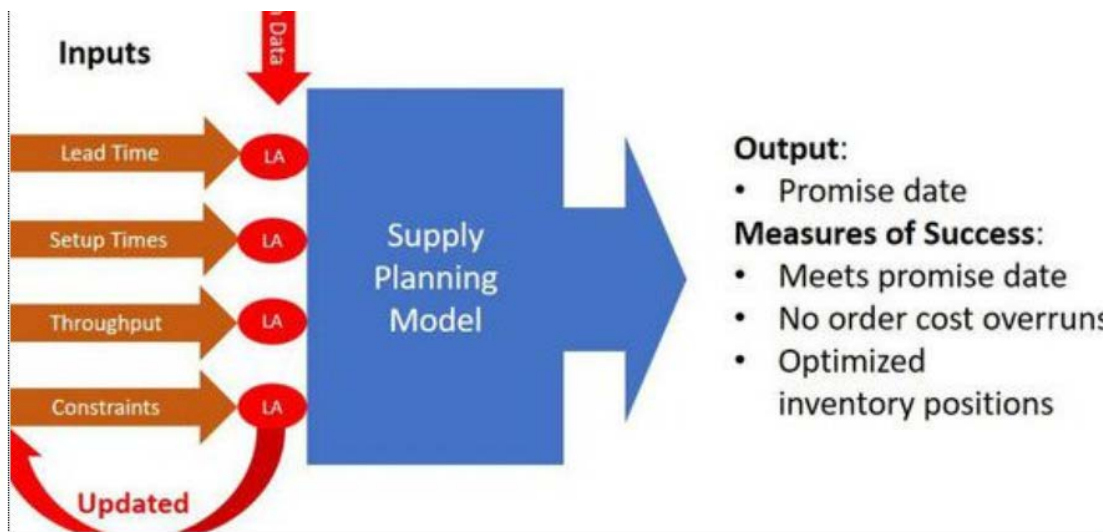 Inputs
Data
Lead Time
LA
Setup Times
LA
Throughput
LA
Constraints
LA
Updated
Supply
Planning
Model
Output:
• Promise date
Measures of Success:
• Meets promise date
• No order cost overruns
• Optimized
inventory positions